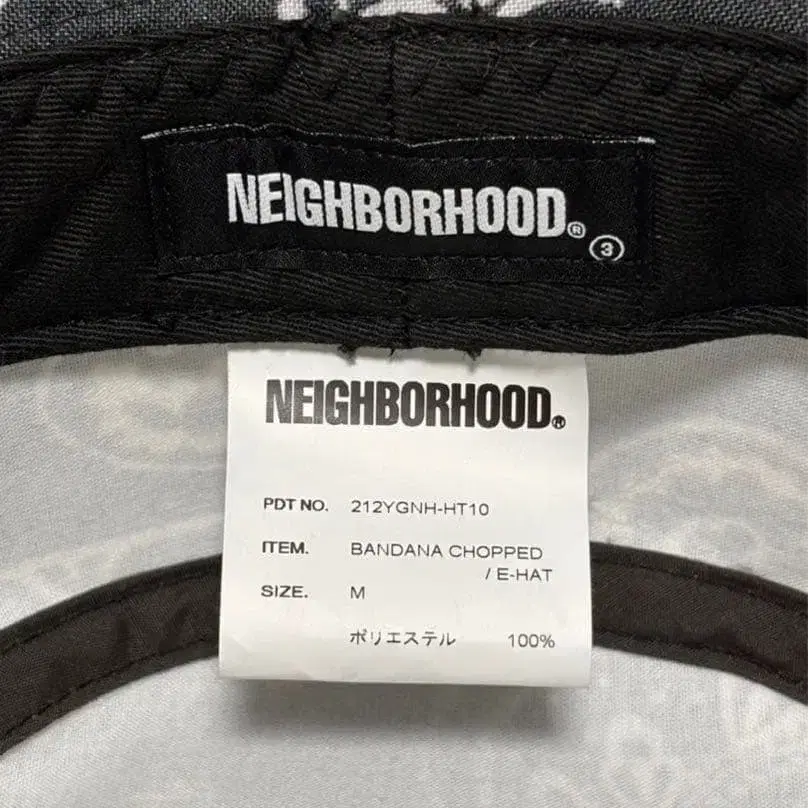 NEIGHBORHOOD®
③
NEIGHBORHOOD®
PDT NO. 212YGNH-HT10
ITEM. BANDANA CHOPPED
/ E-HAT
SIZE. M
ポリエステル 100%